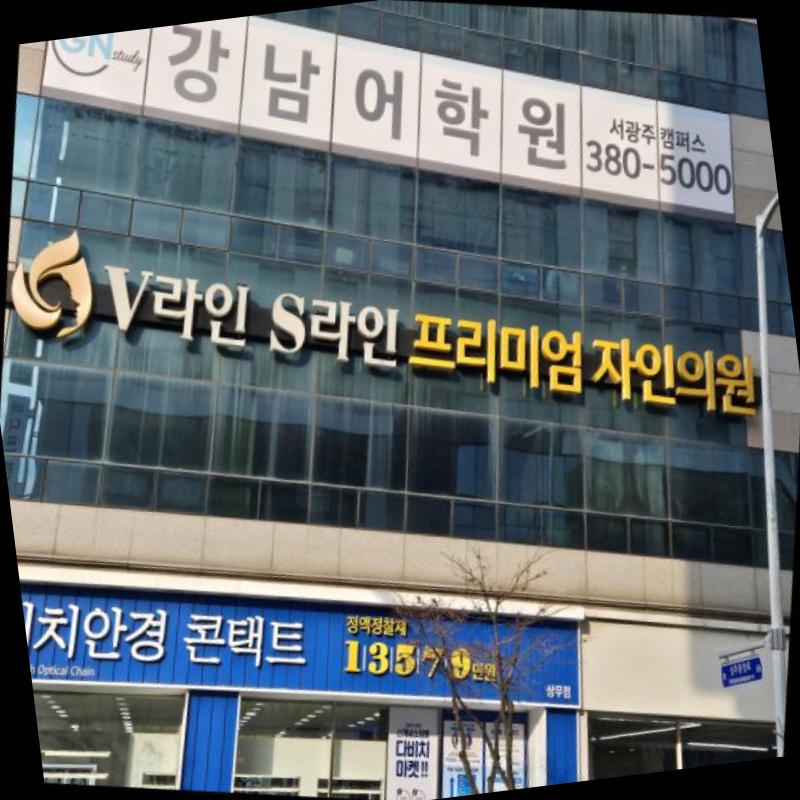 GN study 강남어학원 서광주캠퍼스
380-5000
V라인 S라인 프리미엄 자인의원
비치안경 콘택트
Optical Chain
정액정찰제
13579만원
상무점
다비치
마켓!!